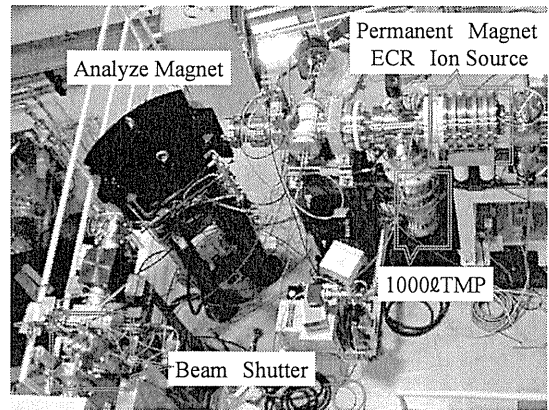 Permanent Magnet
ECR Ion Source
Analyze Magnet
1000ℓTMP
Beam Shutter